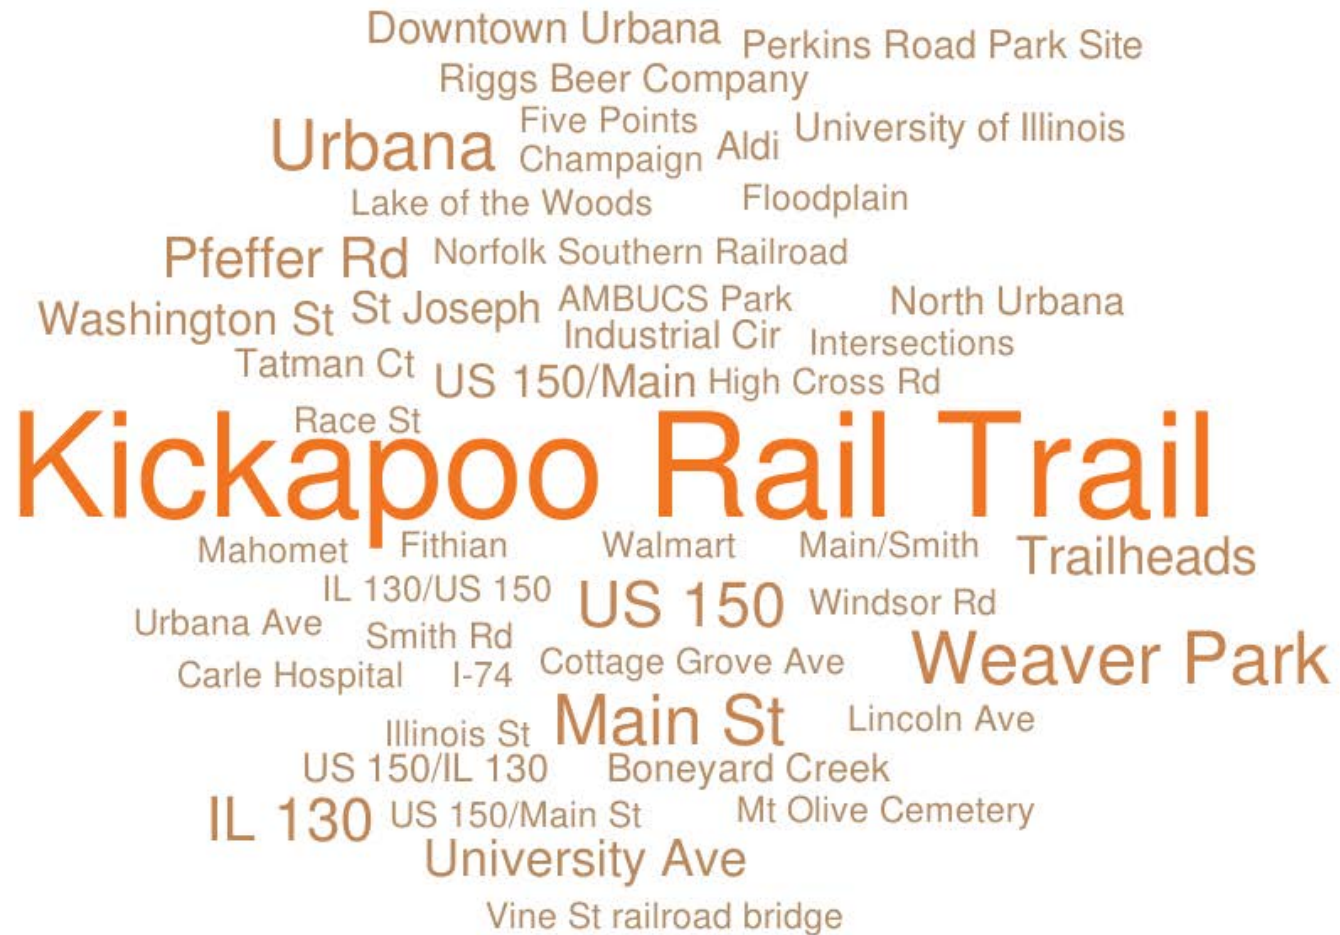 Downtown Urbana Perkins Road Park Site
Riggs Beer Company
Urbana Five Points Champaign Aldi University of Illinois
Lake of the Woods Floodplain
Pfeffer Rd Norfolk Southern Railroad
Washington St St Joseph AMBUCS Park North Urbana
Industrial Cir Intersections
Tatman Ct US 150/Main High Cross Rd
Race St
Kickapoo Rail Trail
Mahomet Fithian Walmart Main/Smith Trailheads
IL 130/US 150 US 150 Windsor Rd
Urbana Ave Smith Rd Weaver Park
Carle Hospital I-74 Cottage Grove Ave
Illinois St Main St Lincoln Ave
US 150/IL 130 Boneyard Creek
IL 130 US 150/Main St Mt Olive Cemetery
University Ave
Vine St railroad bridge